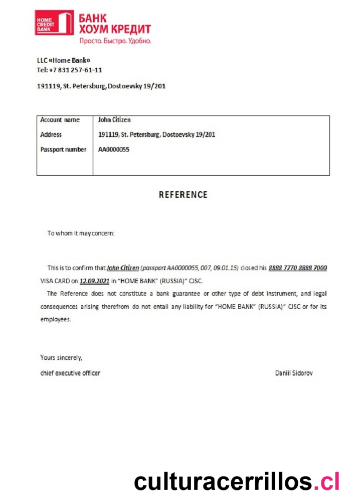 HOME
CREDIT
BANK
БАНК
ХОУМ КРЕДИТ
Просто. Быстро. Удобно.
LLC «Home Bank»
Tel: +7 831 257-61-11
191119, St. Petersburg, Dostoevsky 19/201
Account name John Citizen
Address 191119, St. Petersburg, Dostoevsky 19/201
Passport number AA0000055
REFERENCE
To whom it may concern:
This is to confirm that John Citizen (passport AA0000055, 007, 09.01.15) closed his 8888 7770 8888 7000
VISA CARD on 12.09.2021 in "HOME BANK" (RUSSIA)" CJSC.
The Reference does not constitute a bank guarantee or other type of debt instrument, and legal
consequences arising therefrom do not entail any liability for "HOME BANK" (RUSSIA)" CJSC or for its
employees.
Yours sincerely,
chief executive officer Daniil Sidorov
culturacerrillos.cl